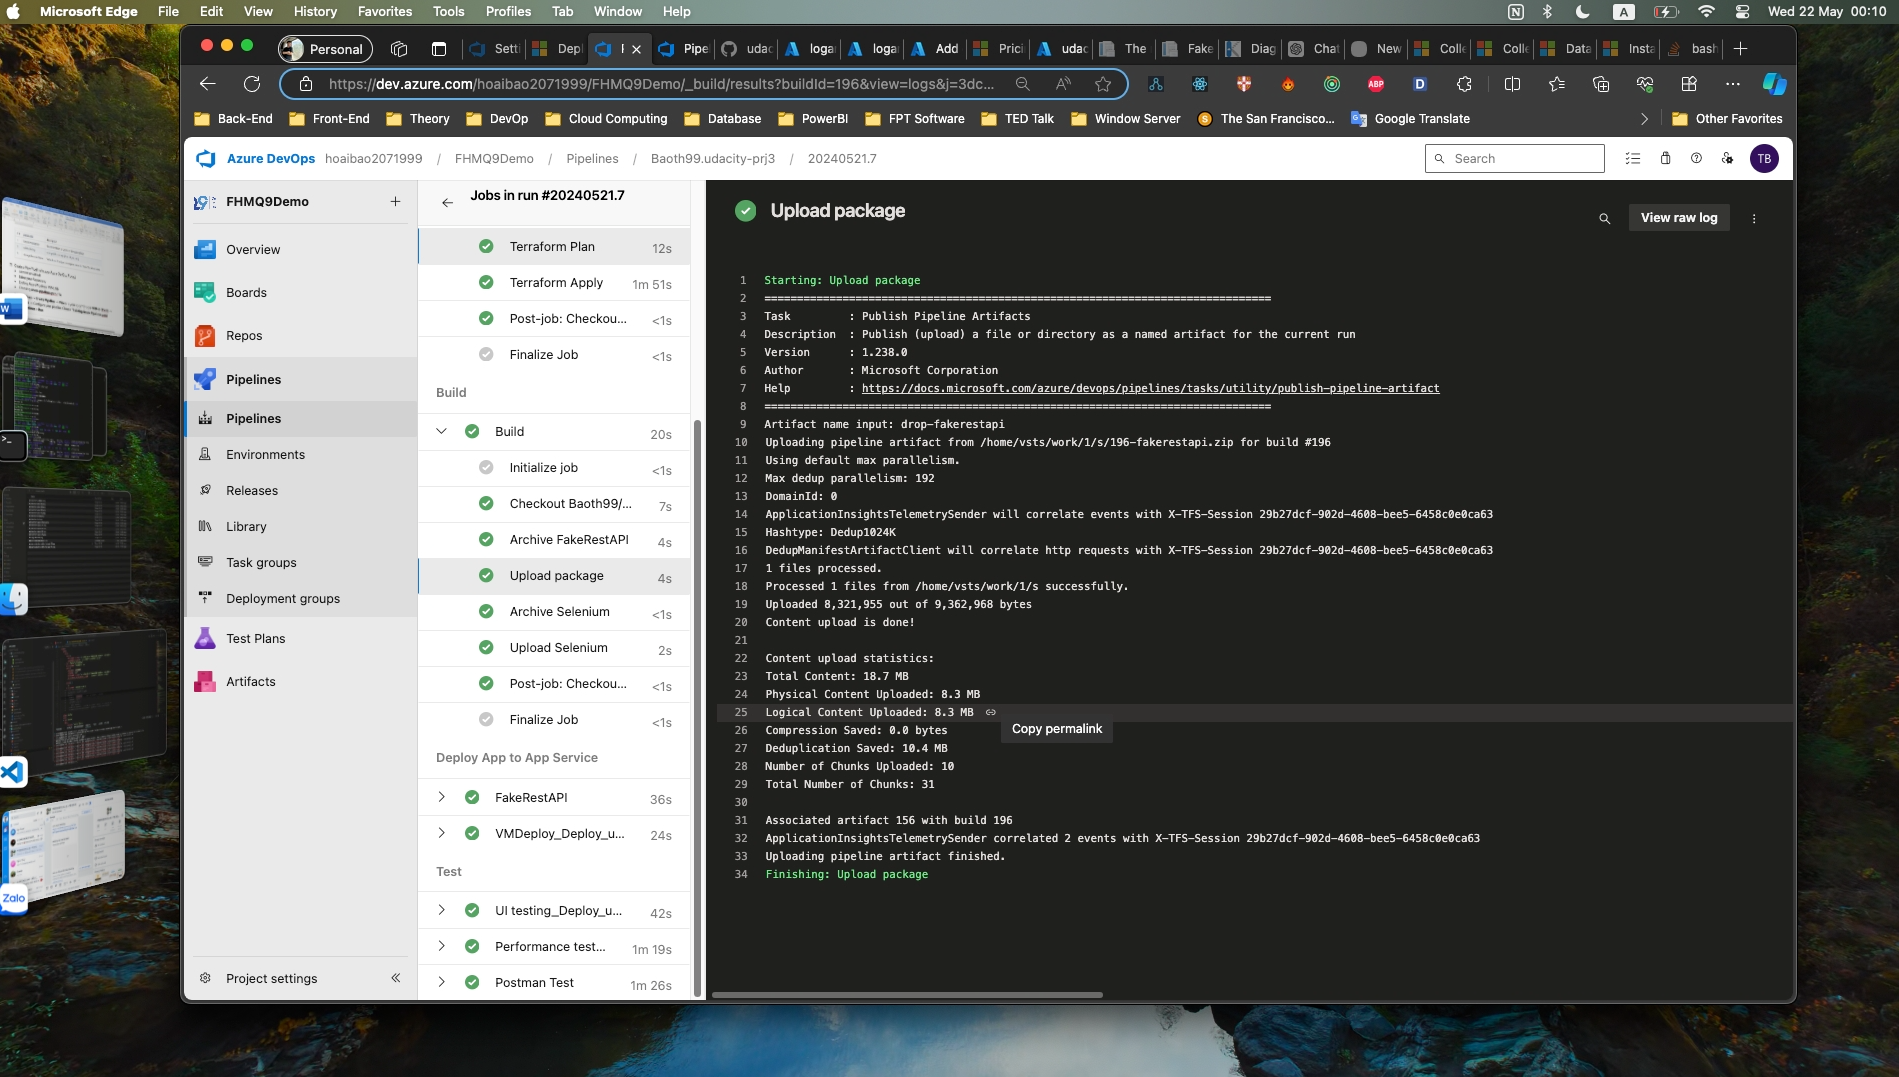 Microsoft Edge File Edit View History Favorites Tools Profiles Tab Window Help A Wed 22 May 00:10
Personal Setti Depl F Pipe udac logar logar Add Prici udac The Fake Diag Chat New Colle Colle Data Insta bash
https://dev.azure.com/hoaibao2071999/FHMQ9Demo/_build/results?buildId=196&view=logs&j=3dc... ABP D
Back-End Front-End Theory DevOp Cloud Computing Database PowerBI FPT Software TED Talk Window Server The San Francisco... Google Translate Other Favorites
Azure DevOps hoaibao2071999 / FHMQ9Demo / Pipelines / Baoth99.udacity-prj3 / 20240521.7 Search TB
FHMQ9Demo
Overview
Boards
Repos
Pipelines
Pipelines
Environments
Releases
Library
Task groups
Deployment groups
Test Plans
Artifacts
Project settings
Jobs in run #20240521.7
Terraform Plan 12s
Terraform Apply 1m 51s
Post-job: Checkou... <1s
Finalize Job <1s
Build
Build 20s
Initialize job <1s
Checkout Baoth99/... 7s
Archive FakeRestAPI 4s
Upload package 4s
Archive Selenium <1s
Upload Selenium 2s
Post-job: Checkou... <1s
Finalize Job <1s
Deploy App to App Service
FakeRestAPI 36s
VMDeploy_Deploy_u... 24s
Test
UI testing_Deploy_u... 42s
Performance test... 1m 19s
Postman Test 1m 26s
Upload package
View raw log
1 Starting: Upload package
2 ==============================================================================
3 Task : Publish Pipeline Artifacts
4 Description : Publish (upload) a file or directory as a named artifact for the current run
5 Version : 1.238.0
6 Author : Microsoft Corporation
7 Help : https://docs.microsoft.com/azure/devops/pipelines/tasks/utility/publish-pipeline-artifact
8 ==============================================================================
9 Artifact name input: drop-fakerestapi
10 Uploading pipeline artifact from /home/vsts/work/1/s/196-fakerestapi.zip for build #196
11 Using default max parallelism.
12 Max dedup parallelism: 192
13 DomainId: 0
14 ApplicationInsightsTelemetrySender will correlate events with X-TFS-Session 29b27dcf-902d-4608-bee5-6458c0e0ca63
15 Hashtype: Dedup1024K
16 DedupManifestArtifactClient will correlate http requests with X-TFS-Session 29b27dcf-902d-4608-bee5-6458c0e0ca63
17 1 files processed.
18 Processed 1 files from /home/vsts/work/1/s successfully.
19 Uploaded 8,321,955 out of 9,362,968 bytes
20 Content upload is done!
21
22 Content upload statistics:
23 Total Content: 18.7 MB
24 Physical Content Uploaded: 8.3 MB
25 Logical Content Uploaded: 8.3 MB
Copy permalink
26 Compression Saved: 0.0 bytes
27 Deduplication Saved: 10.4 MB
28 Number of Chunks Uploaded: 10
29 Total Number of Chunks: 31
30
31 Associated artifact 156 with build 196
32 ApplicationInsightsTelemetrySender correlated 2 events with X-TFS-Session 29b27dcf-902d-4608-bee5-6458c0e0ca63
33 Uploading pipeline artifact finished.
34 Finishing: Upload package
Zalo